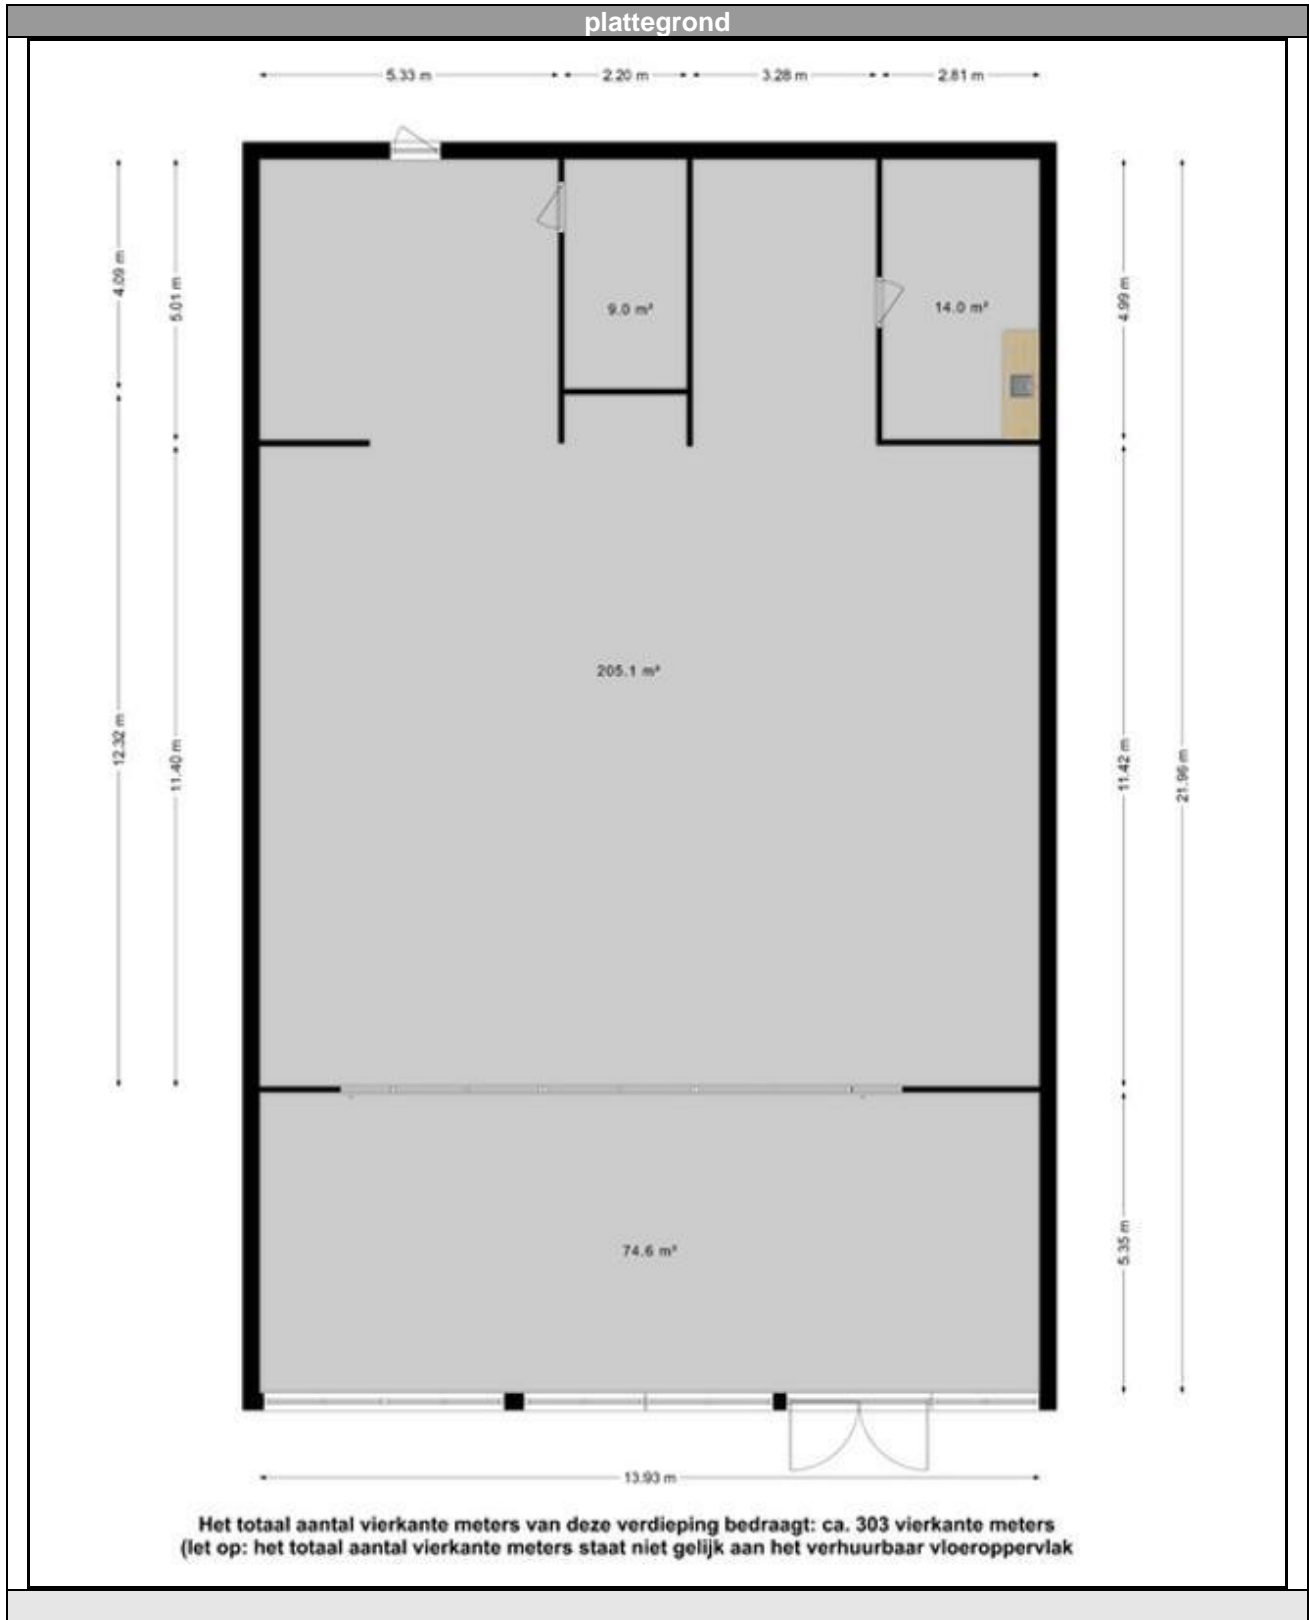 plattegrond
5.33 m
2.20 m
3.28 m
2.81 m
4.09 m
5.01 m
9.0 m²
14.0 m²
4.99 m
205.1 m²
12.32 m
11.40 m
11.42 m
21.96 m
74.6 m²
5.35 m
13.93 m
Het totaal aantal vierkante meters van deze verdieping bedraagt: ca. 303 vierkante meters
(let op: het totaal aantal vierkante meters staat niet gelijk aan het verhuurbaar vloeroppervlak